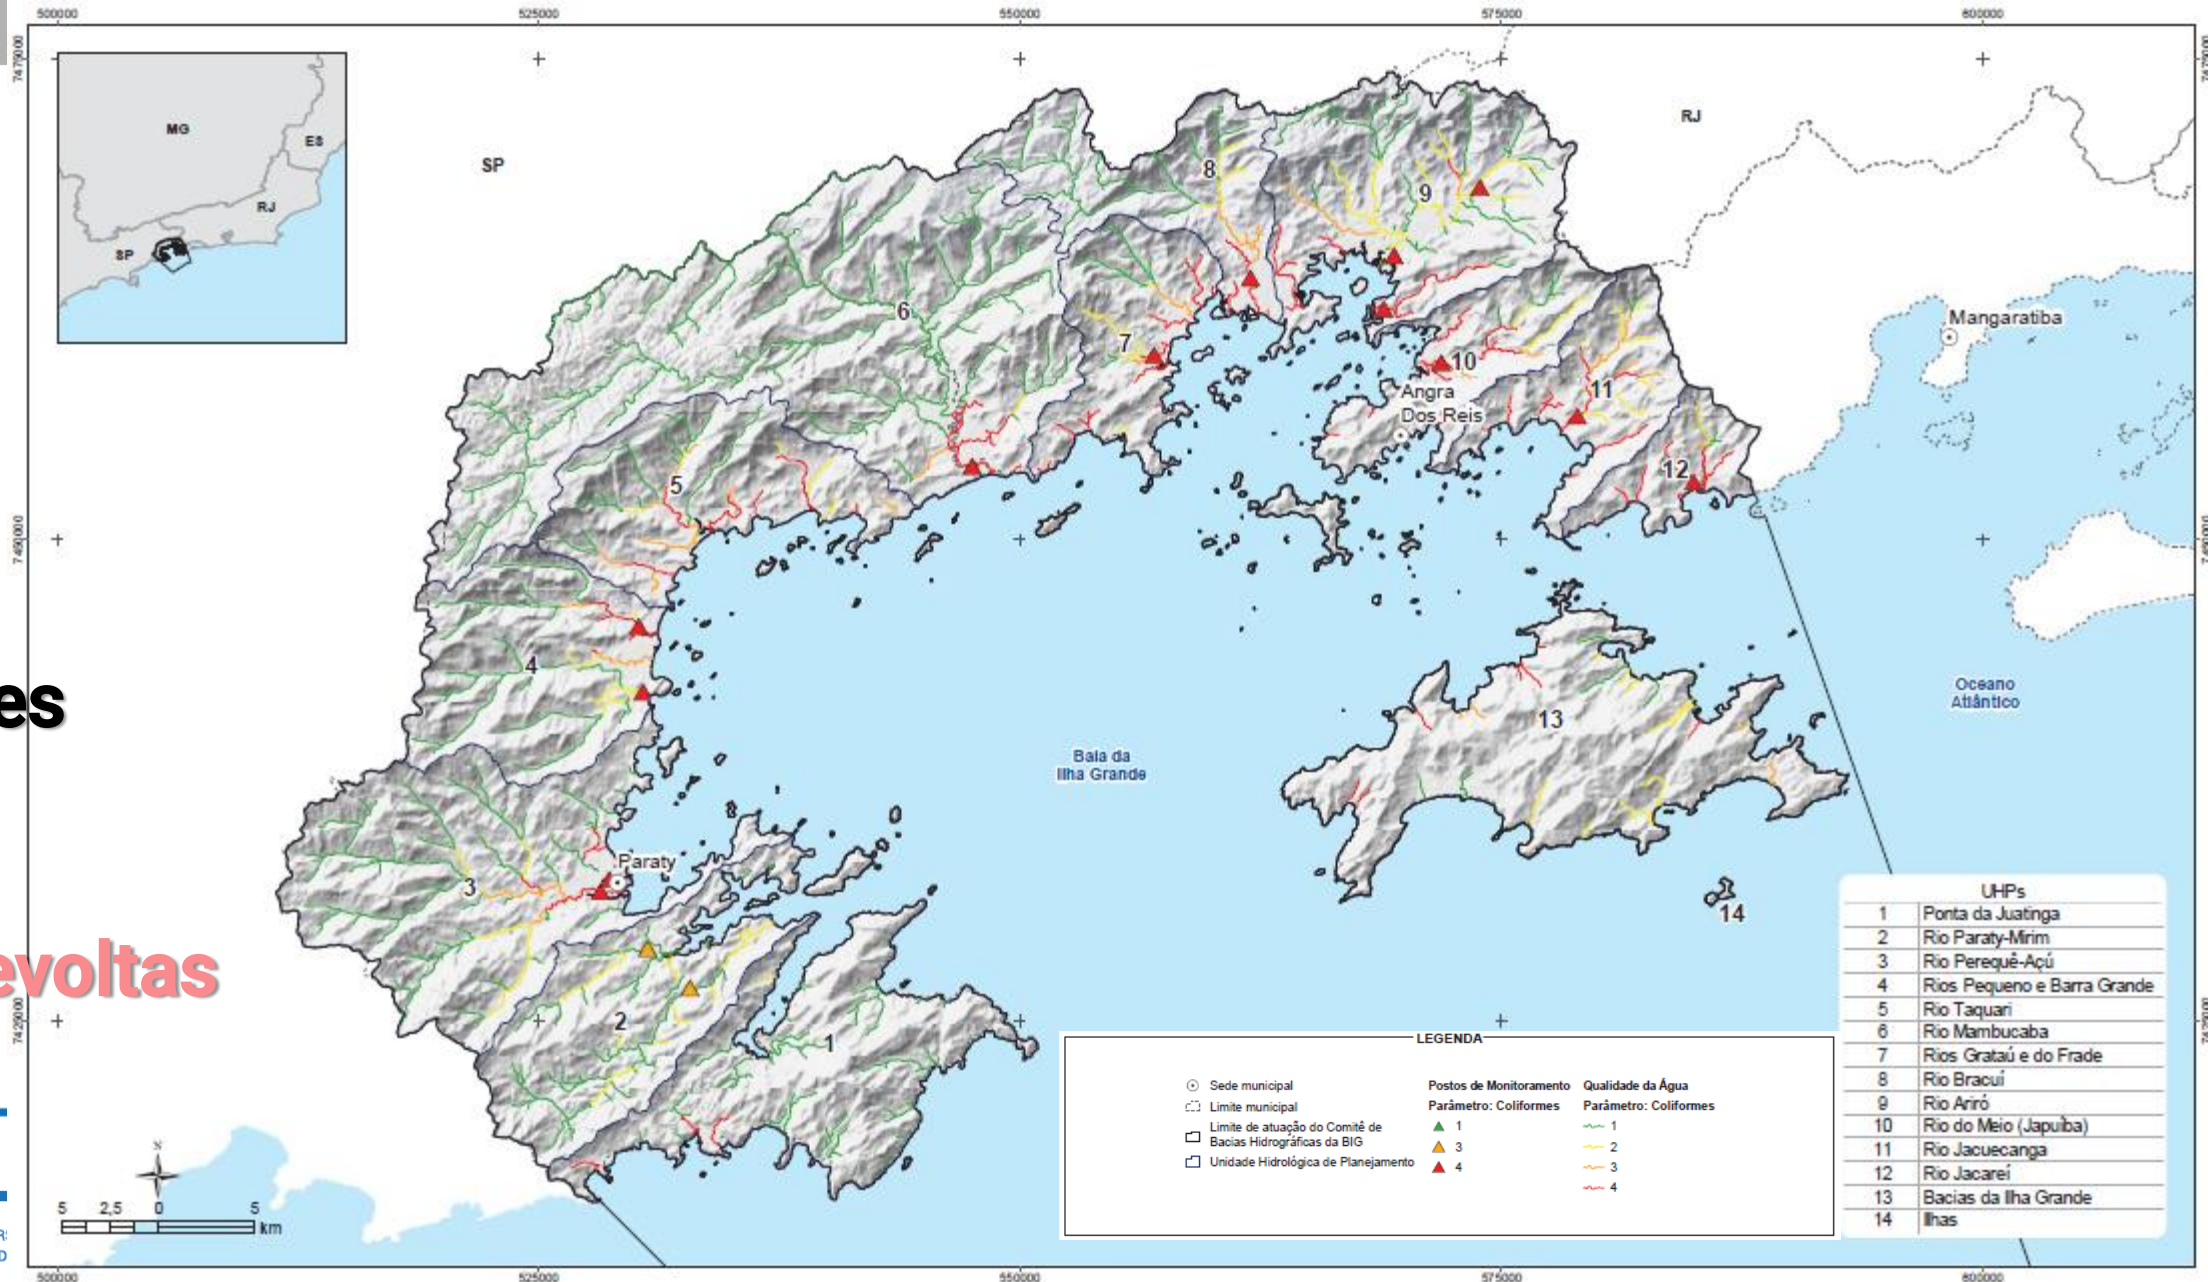 500000
525000
550000
575000
600000
MG
ES
RJ
SP
SP
RJ
8
9
6
7
10
Angra
Dos Reis
11
12
Mangaratiba
5
4
es
13
Oceano
Atlântico
Baía da
Ilha Grande
3
Paraty
14
evoltas
2
1
UHPs
1 Ponta da Juatinga
2 Rio Paraty-Mirim
3 Rio Perequê-Açú
4 Rios Pequeno e Barra Grande
5 Rio Taquari
6 Rio Mambucaba
7 Rios Grataú e do Frade
8 Rio Bracuí
9 Rio Ariró
10 Rio do Meio (Japuíba)
11 Rio Jacuecanga
12 Rio Jacareí
13 Bacias da Ilha Grande
14 Ilhas
LEGENDA
Sede municipal
Limite municipal
Limite de atuação do Comitê de
Bacias Hidrográficas da BIG
Unidade Hidrológica de Planejamento
Postos de Monitoramento
Parâmetro: Coliformes
1
3
4
Qualidade da Água
Parâmetro: Coliformes
1
2
3
4
N
5 2,5 0 5
km
500000
525000
550000
575000
600000